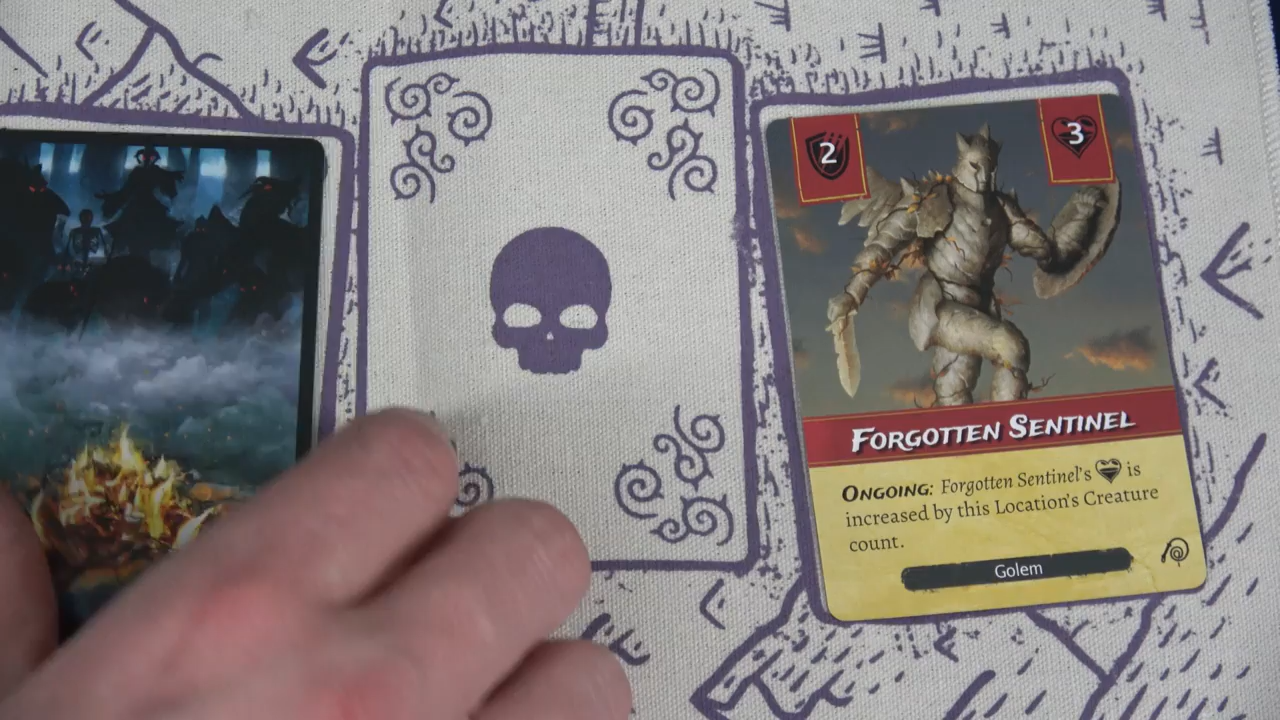 2
3
FORGOTTEN SENTINEL
ONGOING: Forgotten Sentinel's is
increased by this Location's Creature
count.
Golem